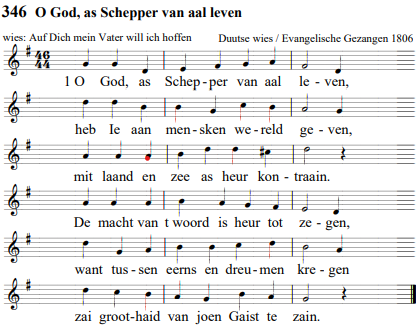 346 O God, as Schepper van aal leven
wies: Auf Dich mein Vater will ich hoffen Duutse wies / Evangelische Gezangen 1806
46
44
1 O God, as Schep-per van aal le-ven,
heb Ie aan men-sken we-reld ge-ven,
mit laand en zee as heur kon-traain.
De macht van t woord is heur tot ze-gen,
want tus-sen eerns en dreu-men kre-gen
zai groot-haid van joen Gaist te zain.